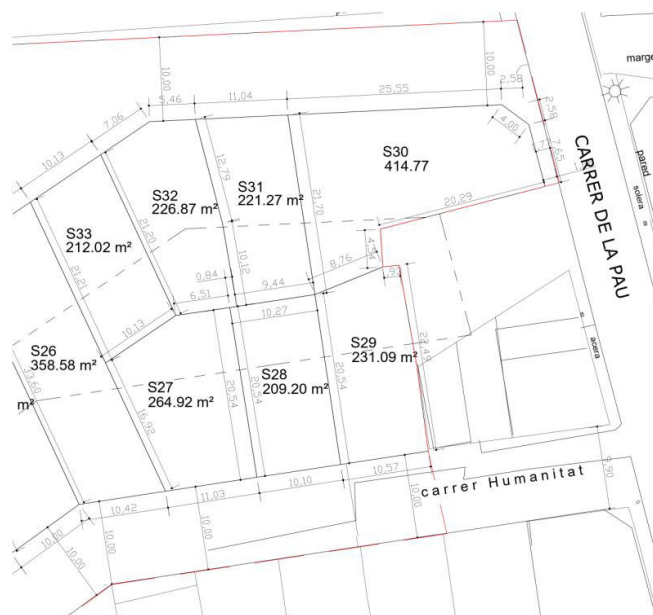 marge
10,00
10,00
2,58
25,55
11,04
5,46
7,06
10,13
2,58
4,00
7,65
pared
CARRER DE LA PAU
S30
414.77
12,79
S31
221.27 m²
S32
226.87 m²
21,70
solera
20,29
S33
212.02 m²
21,20
4,54
8,76
21,21
0,84
10,12
9,44
6,51
10,27
10,13
S29
231.09 m²
22,49
acera
S26
358.58 m²
S28
209.20 m²
S27
264.92 m²
33,60
m²
16,92
20,54
20,54
20,54
10,57
10,10
11,03
10,42
carrer Humanitat
9,90
10,00
10,00
10,00
10,00